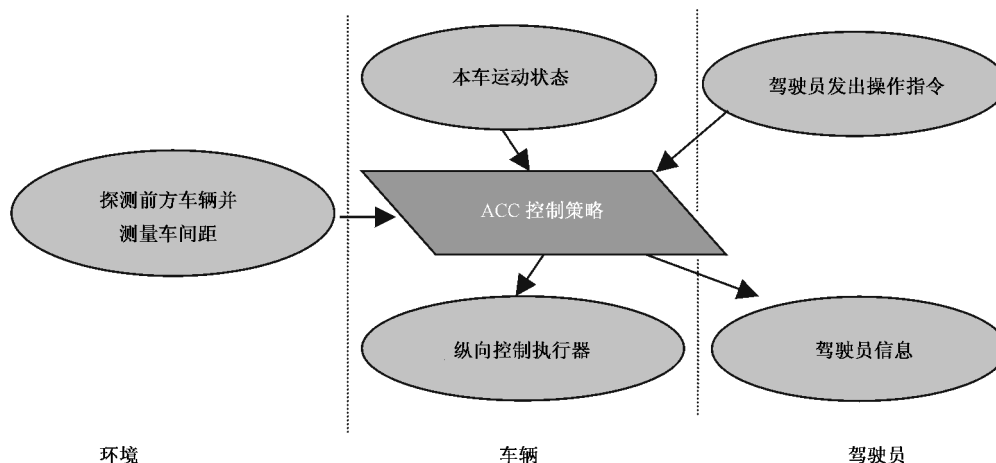 本车运动状态
驾驶员发出操作指令
探测前方车辆并
测量车间距
ACC 控制策略
纵向控制执行器
驾驶员信息
环境
车辆
驾驶员